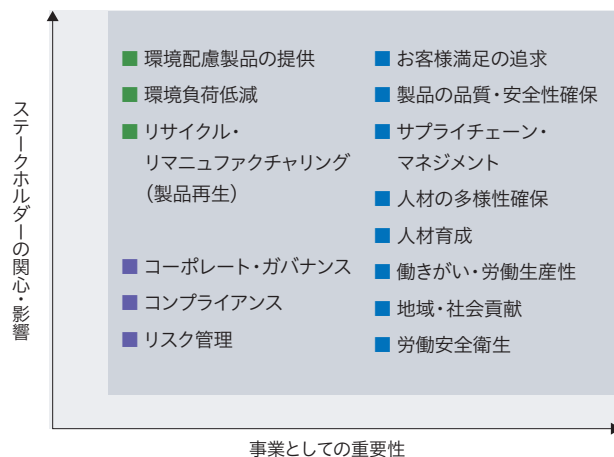 ステークホルダーの関心・影響
環境配慮製品の提供
環境負荷低減
リサイクル・
リマニュファクチャリング
（製品再生）
コーポレート・ガバナンス
コンプライアンス
リスク管理
お客様満足の追求
製品の品質・安全性確保
サプライチェーン・
マネジメント
人材の多様性確保
人材育成
働きがい・労働生産性
地域・社会貢献
労働安全衛生
事業としての重要性